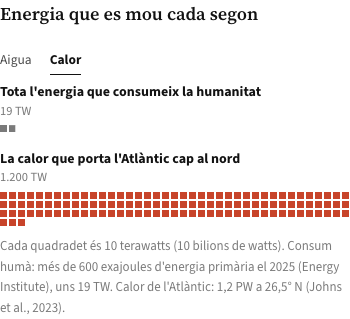 Energia que es mou cada segon
Aigua Calor
Tota l'energia que consumeix la humanitat
19 TW
La calor que porta l'Atlàntic cap al nord
1.200 TW
Cada quadradet és 10 terawatts (10 bilions de watts). Consum
humà: més de 600 exajoules d'energia primària el 2025 (Energy
Institute), uns 19 TW. Calor de l'Atlàntic: 1,2 PW a 26,5° N (Johns
et al., 2023).